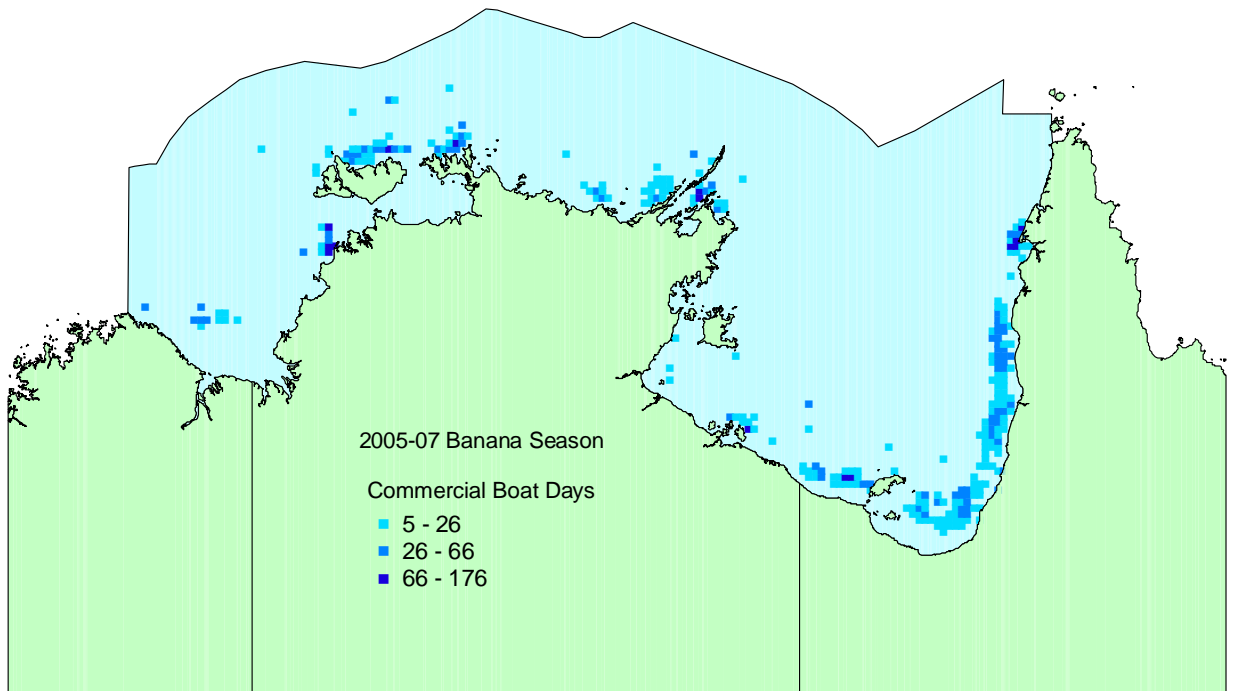 2005-07 Banana Season
Commercial Boat Days
5 - 26
26 - 66
66 - 176